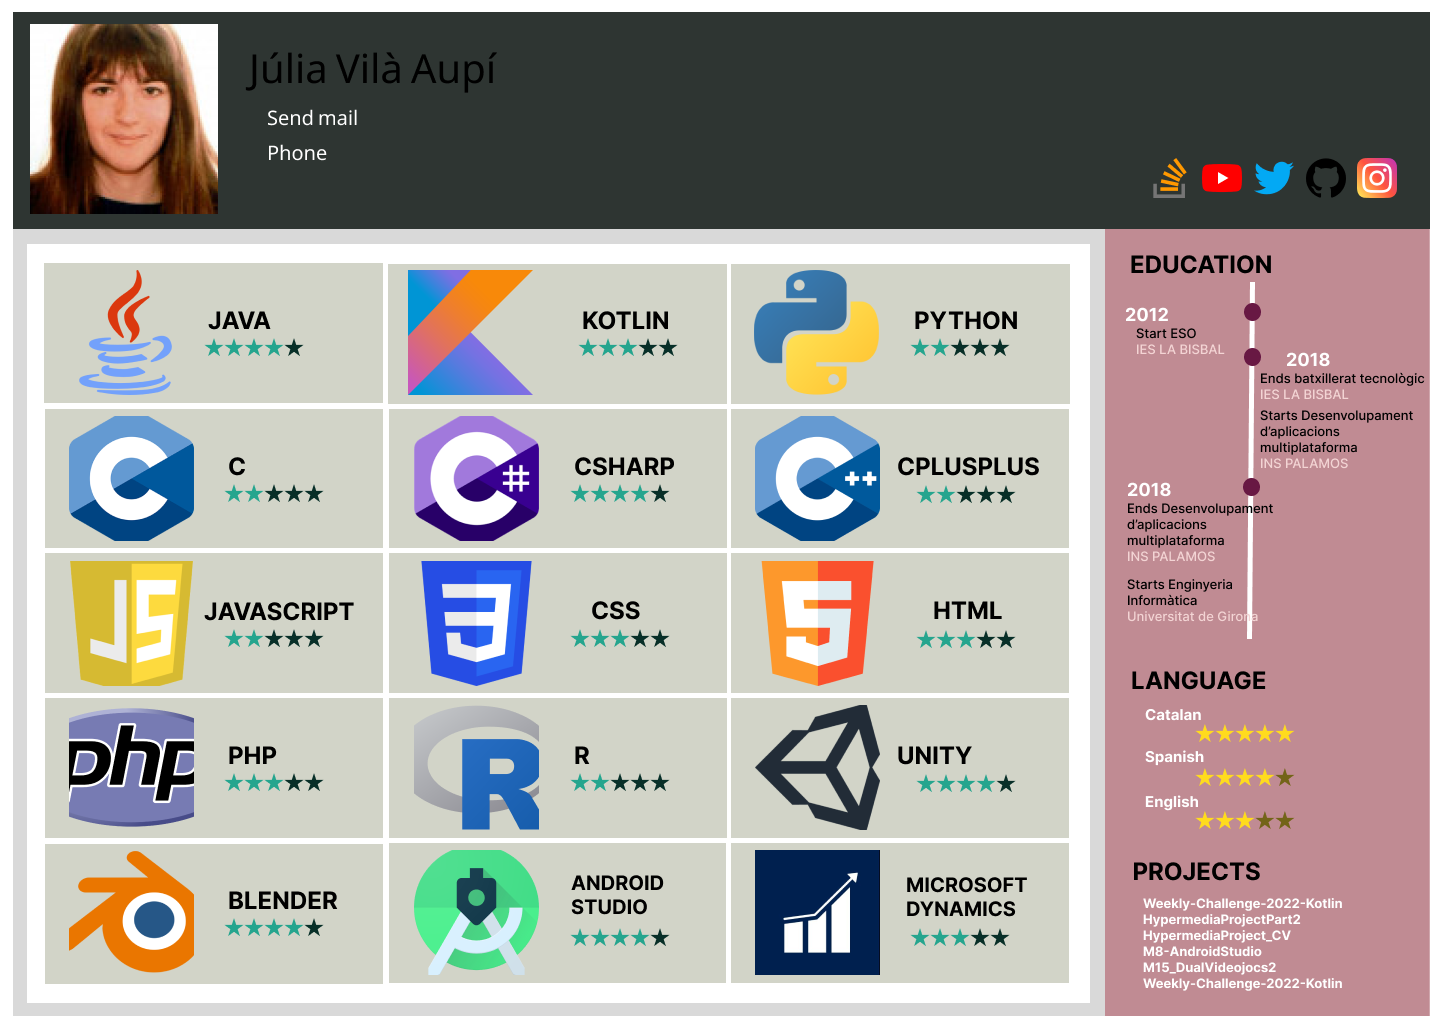 Júlia Vilà Aupí
Send mail
Phone
JAVA
KOTLIN
PYTHON
C
CSHARP
CPLUSPLUS
JAVASCRIPT
CSS
HTML
PHP
R
UNITY
BLENDER
ANDROID
STUDIO
MICROSOFT
DYNAMICS
php
EDUCATION
2012
Start ESO
IES LA BISBAL
2018
Ends batxillerat tecnològic
IES LA BISBAL
Starts Desenvolupament
d'aplicacions
multiplataforma
INS PALAMOS
2018
Ends Desenvolupament
d'aplicacions
multiplataforma
INS PALAMOS
Starts Enginyeria
Informàtica
Universitat de Girona
LANGUAGE
Catalan
Spanish
English
PROJECTS
Weekly-Challenge-2022-Kotlin
HypermediaProjectPart2
HypermediaProject_CV
M8-AndroidStudio
M15_DualVideojocs2
Weekly-Challenge-2022-Kotlin